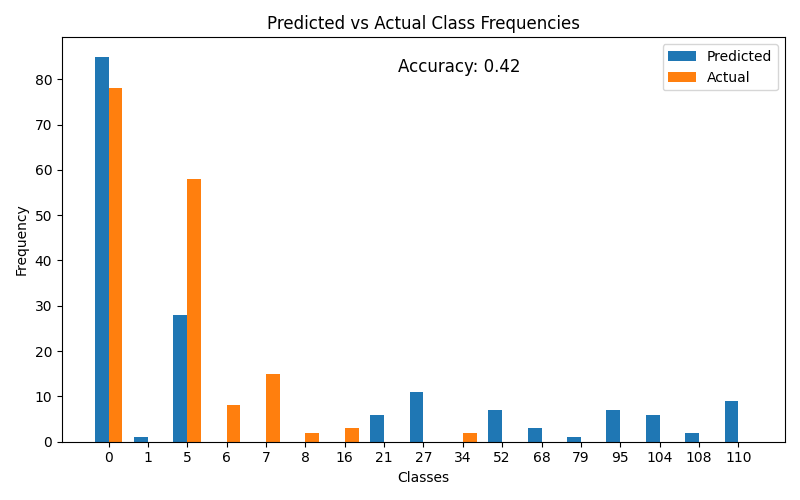 Predicted vs Actual Class Frequencies
Accuracy: 0.42
Predicted
Actual
Frequency
80
70
60
50
40
30
20
10
0
0 1 5 6 7 8 16 21 27 34 52 68 79 95 104 108 110
Classes